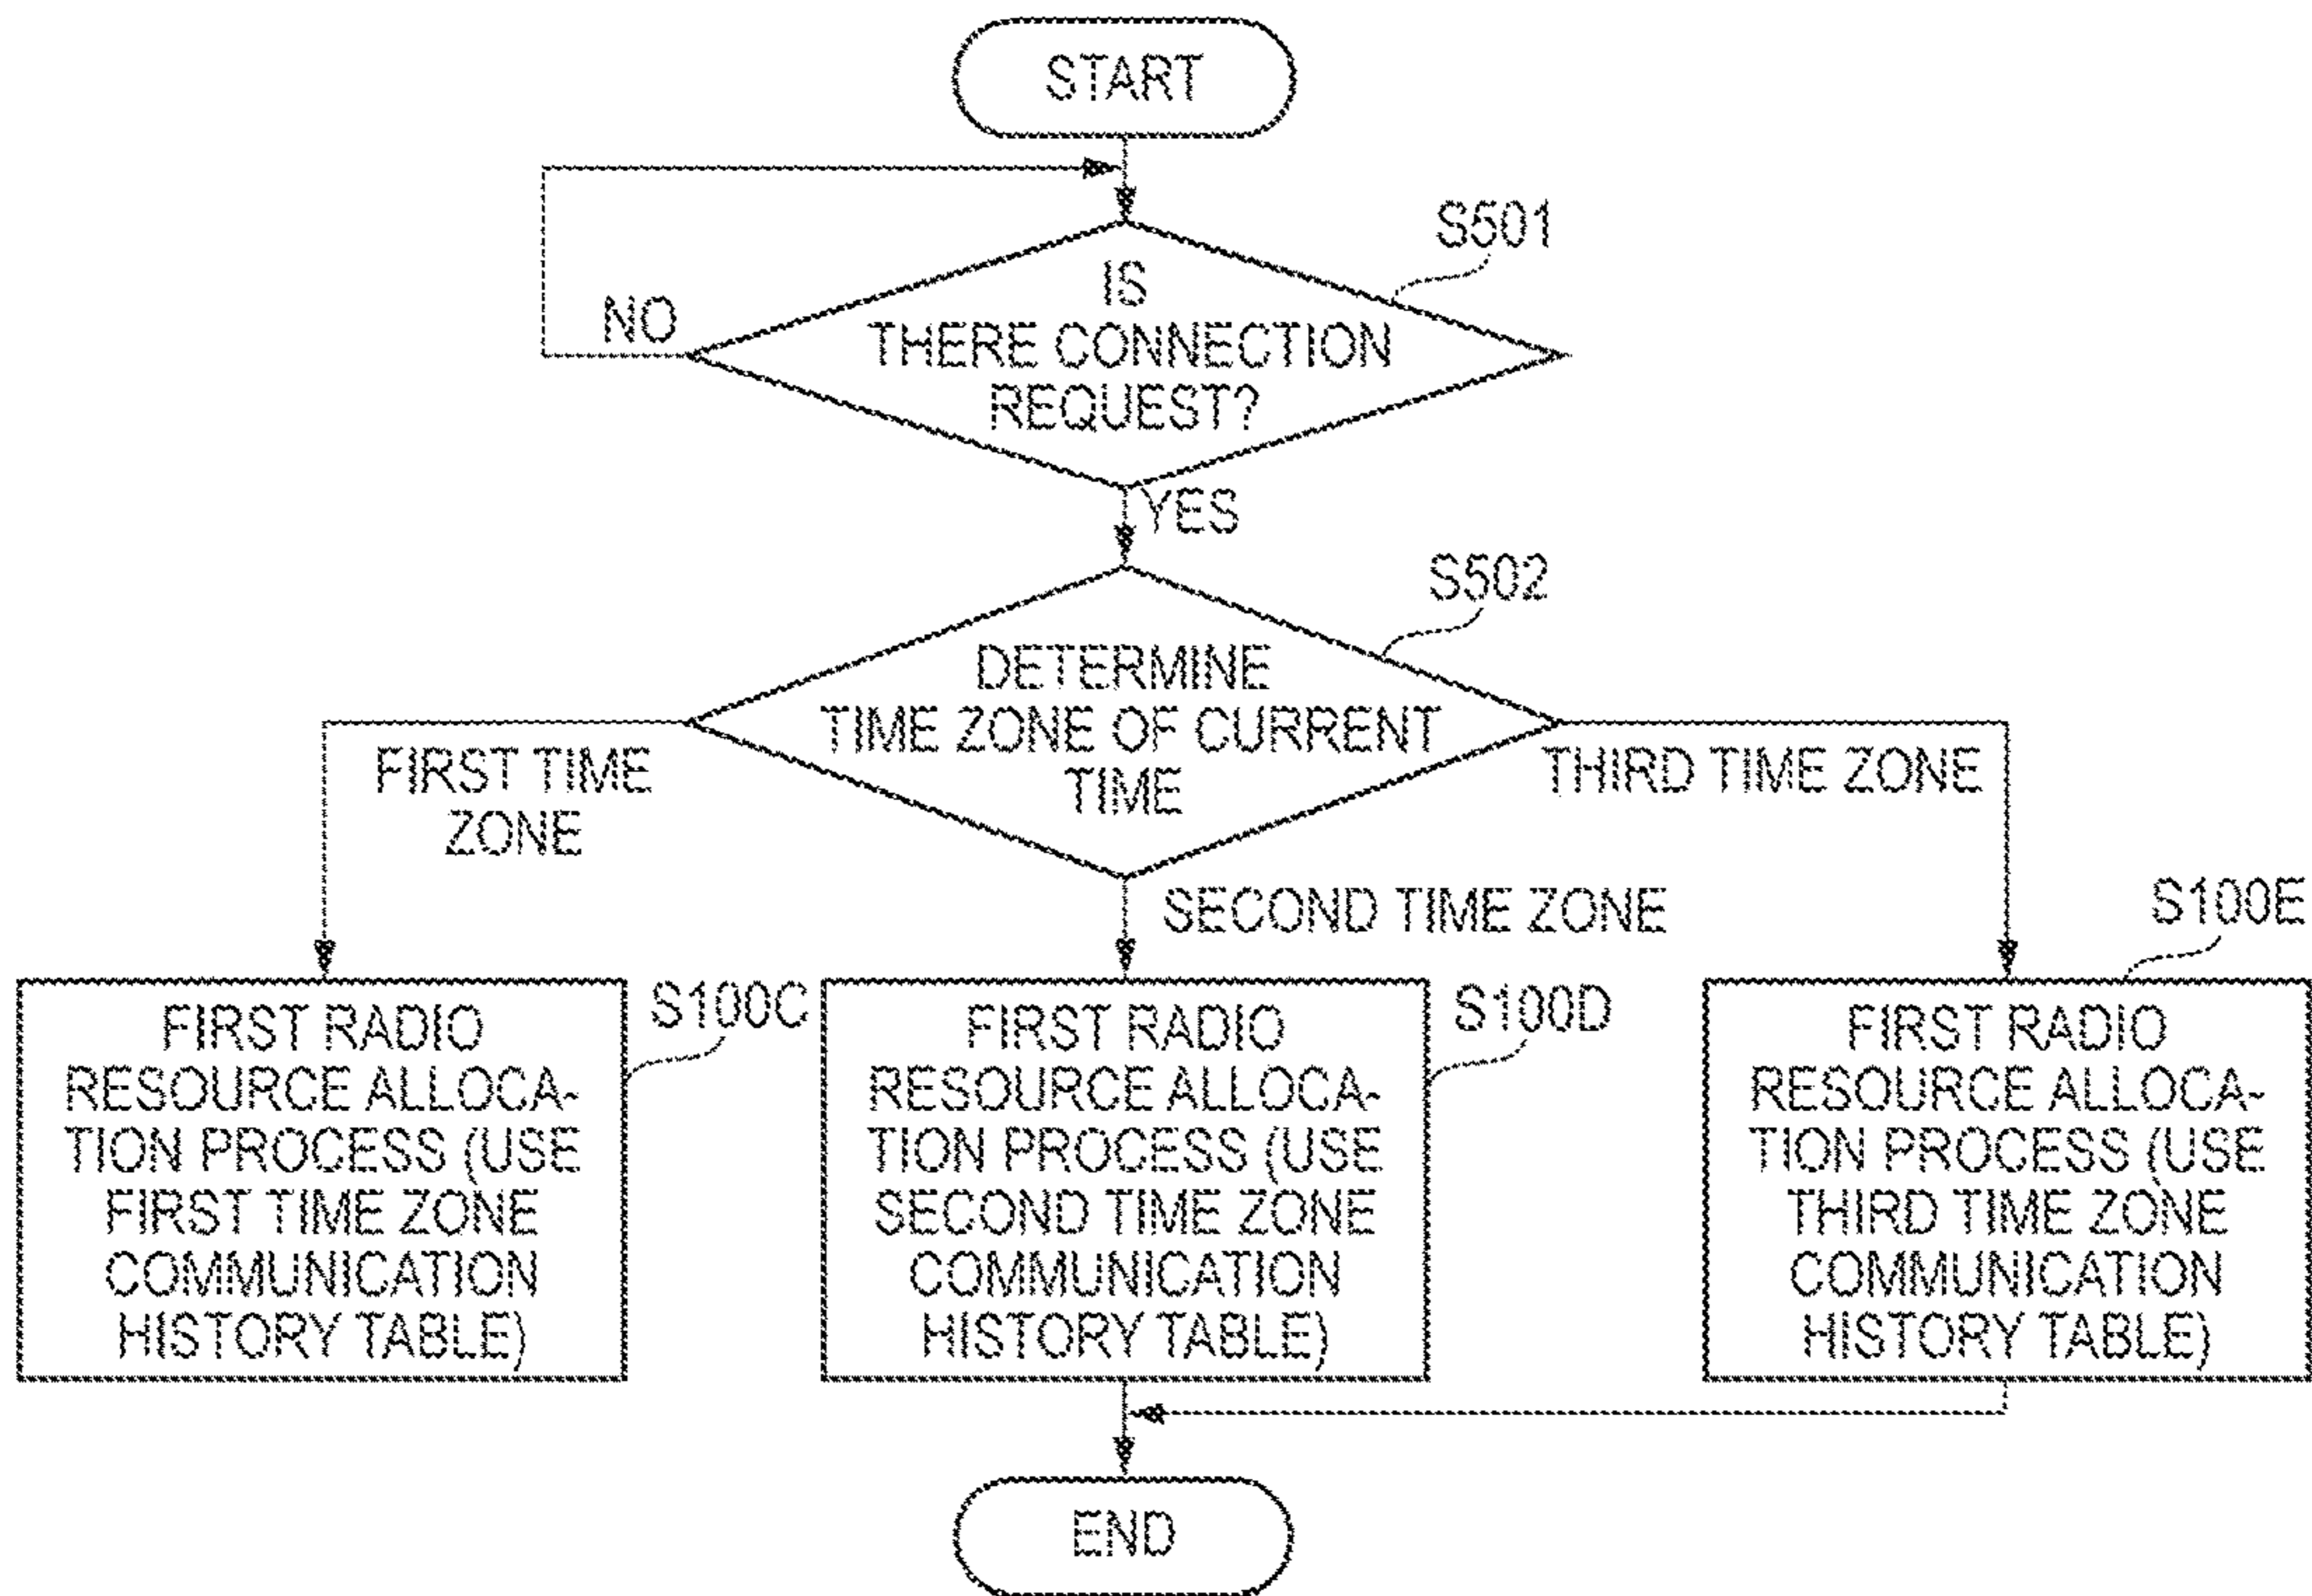 START
S501
IS
THERE CONNECTION
REQUEST?
NO
YES
S502
DETERMINE
TIME ZONE OF CURRENT
TIME
FIRST TIME
ZONE
SECOND TIME ZONE
THIRD TIME ZONE
S100C
FIRST RADIO
RESOURCE ALLOCA-
TION PROCESS (USE
FIRST TIME ZONE
COMMUNICATION
HISTORY TABLE)
S100D
FIRST RADIO
RESOURCE ALLOCA-
TION PROCESS (USE
SECOND TIME ZONE
COMMUNICATION
HISTORY TABLE)
S100E
FIRST RADIO
RESOURCE ALLOCA-
TION PROCESS (USE
THIRD TIME ZONE
COMMUNICATION
HISTORY TABLE)
END